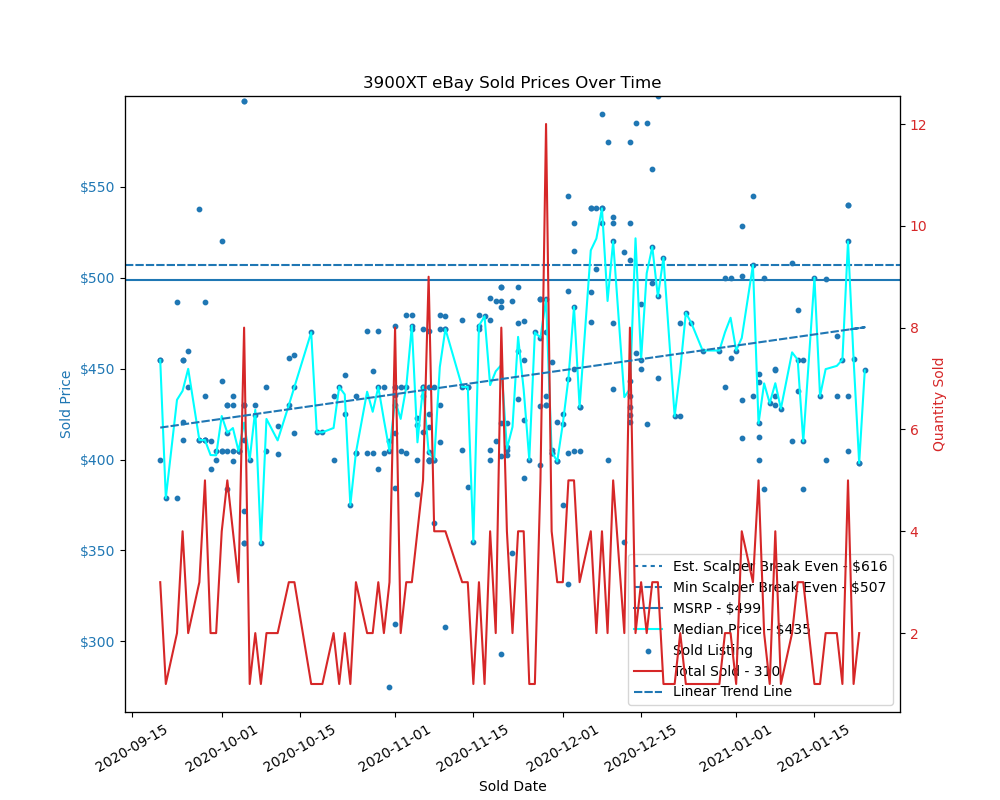 3900XT eBay Sold Prices Over Time
$550
$500
$450
$400
$350
$300
Sold Price
12
10
8
6
4
2
Quantity Sold
Est. Scalper Break Even - $616
Min Scalper Break Even - $507
MSRP - $499
Median Price - $435
Sold Listing
Total Sold - 310
Linear Trend Line
2020-09-15
2020-10-01
2020-10-15
2020-11-01
2020-11-15
2020-12-01
2020-12-15
2021-01-01
2021-01-15
Sold Date